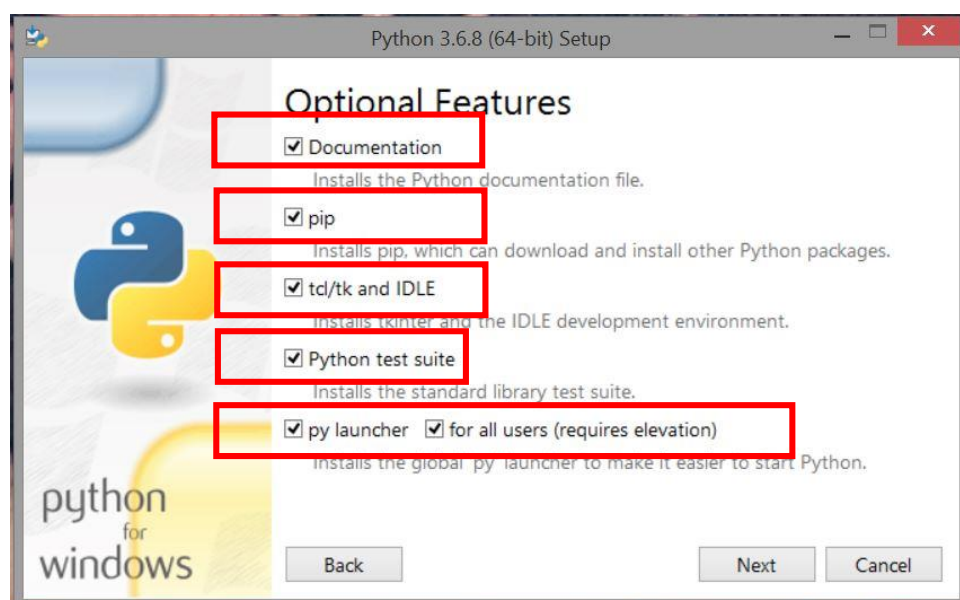 Python 3.6.8 (64-bit) Setup
Optional Features
Documentation
Installs the Python documentation file.
pip
Installs pip, which can download and install other Python packages.
tcl/tk and IDLE
Installs tkinter and the IDLE development environment.
Python test suite
Installs the standard library test suite.
py launcher for all users (requires elevation)
Installs the global 'py' launcher to make it easier to start Python.
python
for
windows
Back Next Cancel